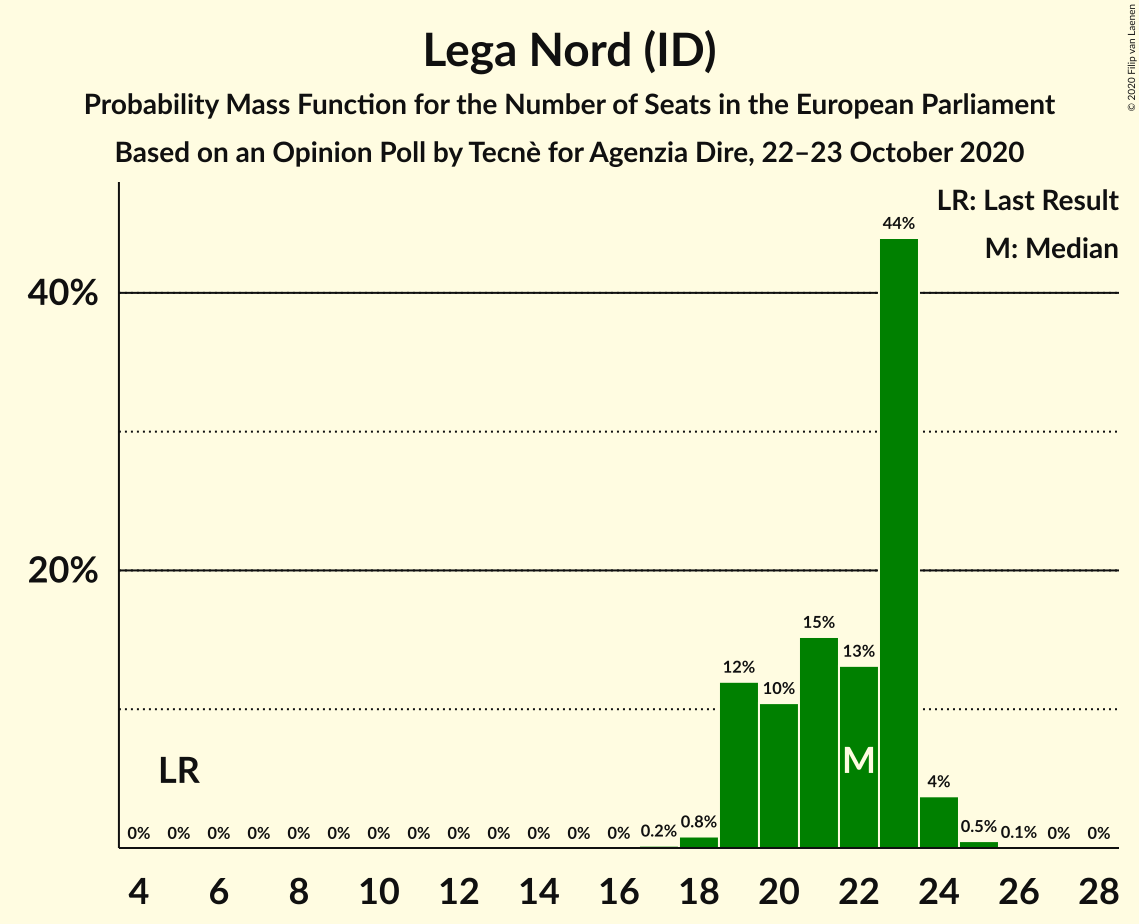 Lega Nord (ID)
Probability Mass Function for the Number of Seats in the European Parliament
Based on an Opinion Poll by Tecnè for Agenzia Dire, 22–23 October 2020
© 2020 Filip van Laenen
LR: Last Result
M: Median
40%
20%
LR
M
0% 0% 0% 0% 0% 0% 0% 0% 0% 0% 0% 0% 0% 0.2% 0.8% 12% 10% 15% 13% 44% 4% 0.5% 0.1% 0% 0%
4 6 8 10 12 14 16 18 20 22 24 26 28